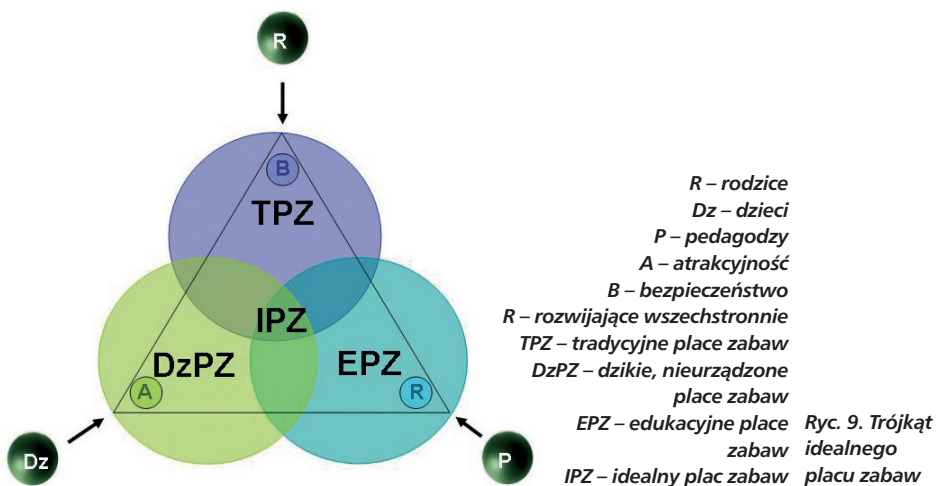 R
B
TPZ
IPZ
DzPZ
EPZ
A
R
Dz
P
R – rodzice
Dz – dzieci
P – pedagodzy
A – atrakcyjność
B – bezpieczeństwo
R – rozwijające wszechstronnie
TPZ – tradycyjne place zabaw
DzPZ – dzikie, nieurządzone
place zabaw
EPZ – edukacyjne place
zabaw
IPZ – idealny plac zabaw
Ryc. 9. Trójkąt
idealnego
placu zabaw